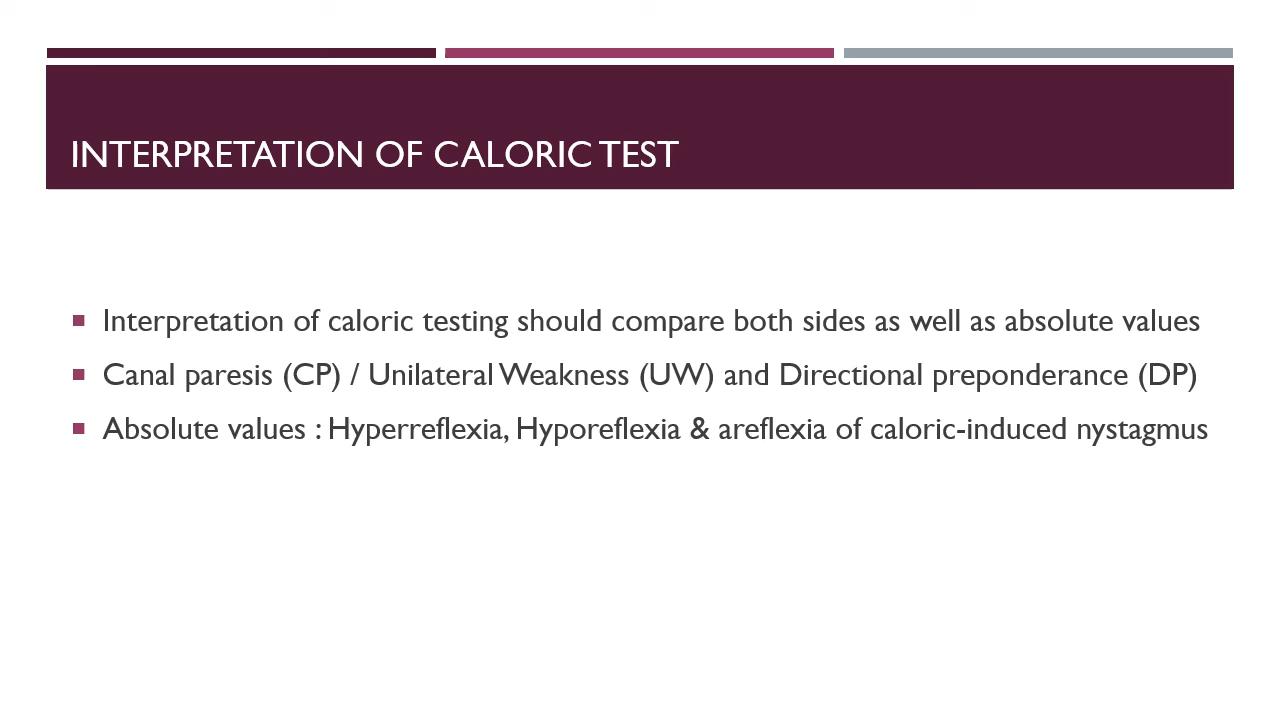 INTERPRETATION OF CALORIC TEST
Interpretation of caloric testing should compare both sides as well as absolute values
Canal paresis (CP) / Unilateral Weakness (UW) and Directional preponderance (DP)
Absolute values : Hyperreflexia, Hyporeflexia & areflexia of caloric-induced nystagmus